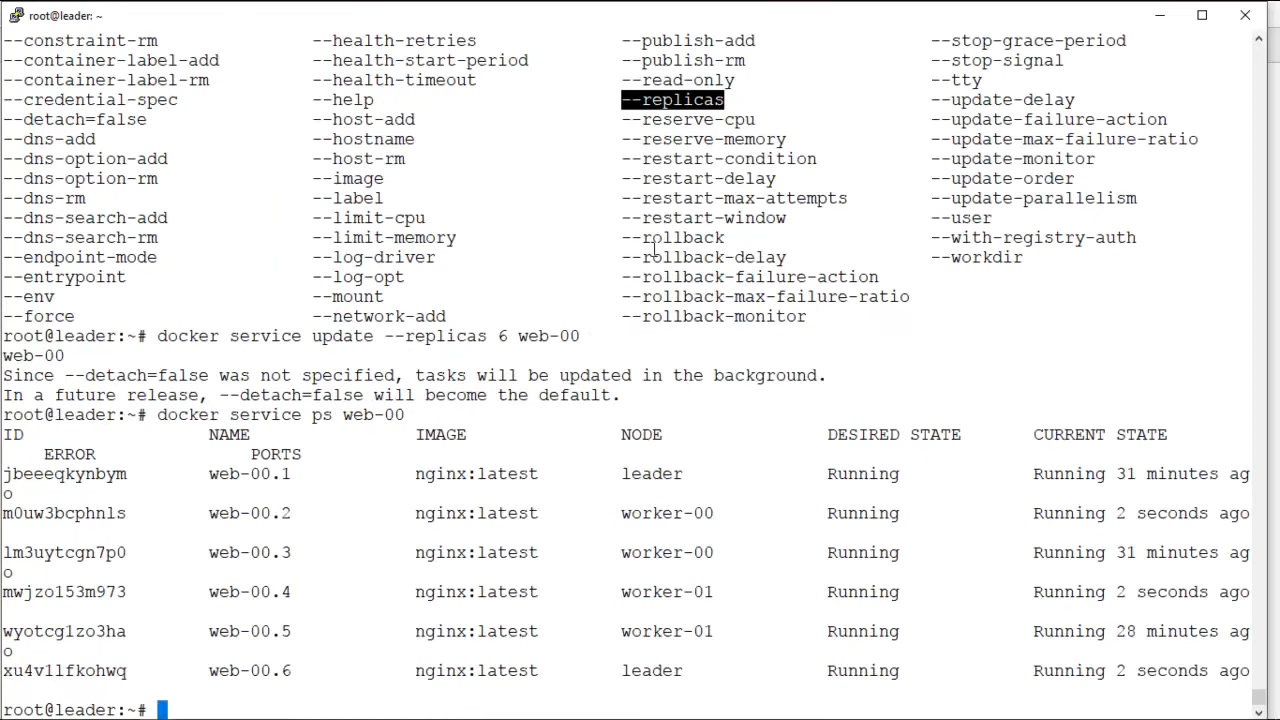 root@leader: ~
--constraint-rm --health-retries --publish-add --stop-grace-period
--container-label-add --health-start-period --publish-rm --stop-signal
--container-label-rm --health-timeout --read-only --tty
--credential-spec --help --replicas --update-delay
--detach=false --host-add --reserve-cpu --update-failure-action
--dns-add --hostname --reserve-memory --update-max-failure-ratio
--dns-option-add --host-rm --restart-condition --update-monitor
--dns-option-rm --image --restart-delay --update-order
--dns-rm --label --restart-max-attempts --update-parallelism
--dns-search-add --limit-cpu --restart-window --user
--dns-search-rm --limit-memory --rollback --with-registry-auth
--endpoint-mode --log-driver --rollback-delay --workdir
--entrypoint --log-opt --rollback-failure-action
--env --mount --rollback-max-failure-ratio
--force --network-add --rollback-monitor
root@leader:~# docker service update --replicas 6 web-00
web-00
Since --detach=false was not specified, tasks will be updated in the background.
In a future release, --detach=false will become the default.
root@leader:~# docker service ps web-00
ID NAME IMAGE NODE DESIRED STATE CURRENT STATE
ERROR PORTS
jbeeeqkynbym web-00.1 nginx:latest leader Running Running 31 minutes ag
o
m0uw3bcphnls web-00.2 nginx:latest worker-00 Running Running 2 seconds ago
lm3uytcgn7p0 web-00.3 nginx:latest worker-00 Running Running 31 minutes ag
o
mwjzo153m973 web-00.4 nginx:latest worker-01 Running Running 2 seconds ago
wyotcg1zo3ha web-00.5 nginx:latest worker-01 Running Running 28 minutes ag
o
xu4v1lfkohwq web-00.6 nginx:latest leader Running Running 2 seconds ago
root@leader:~#